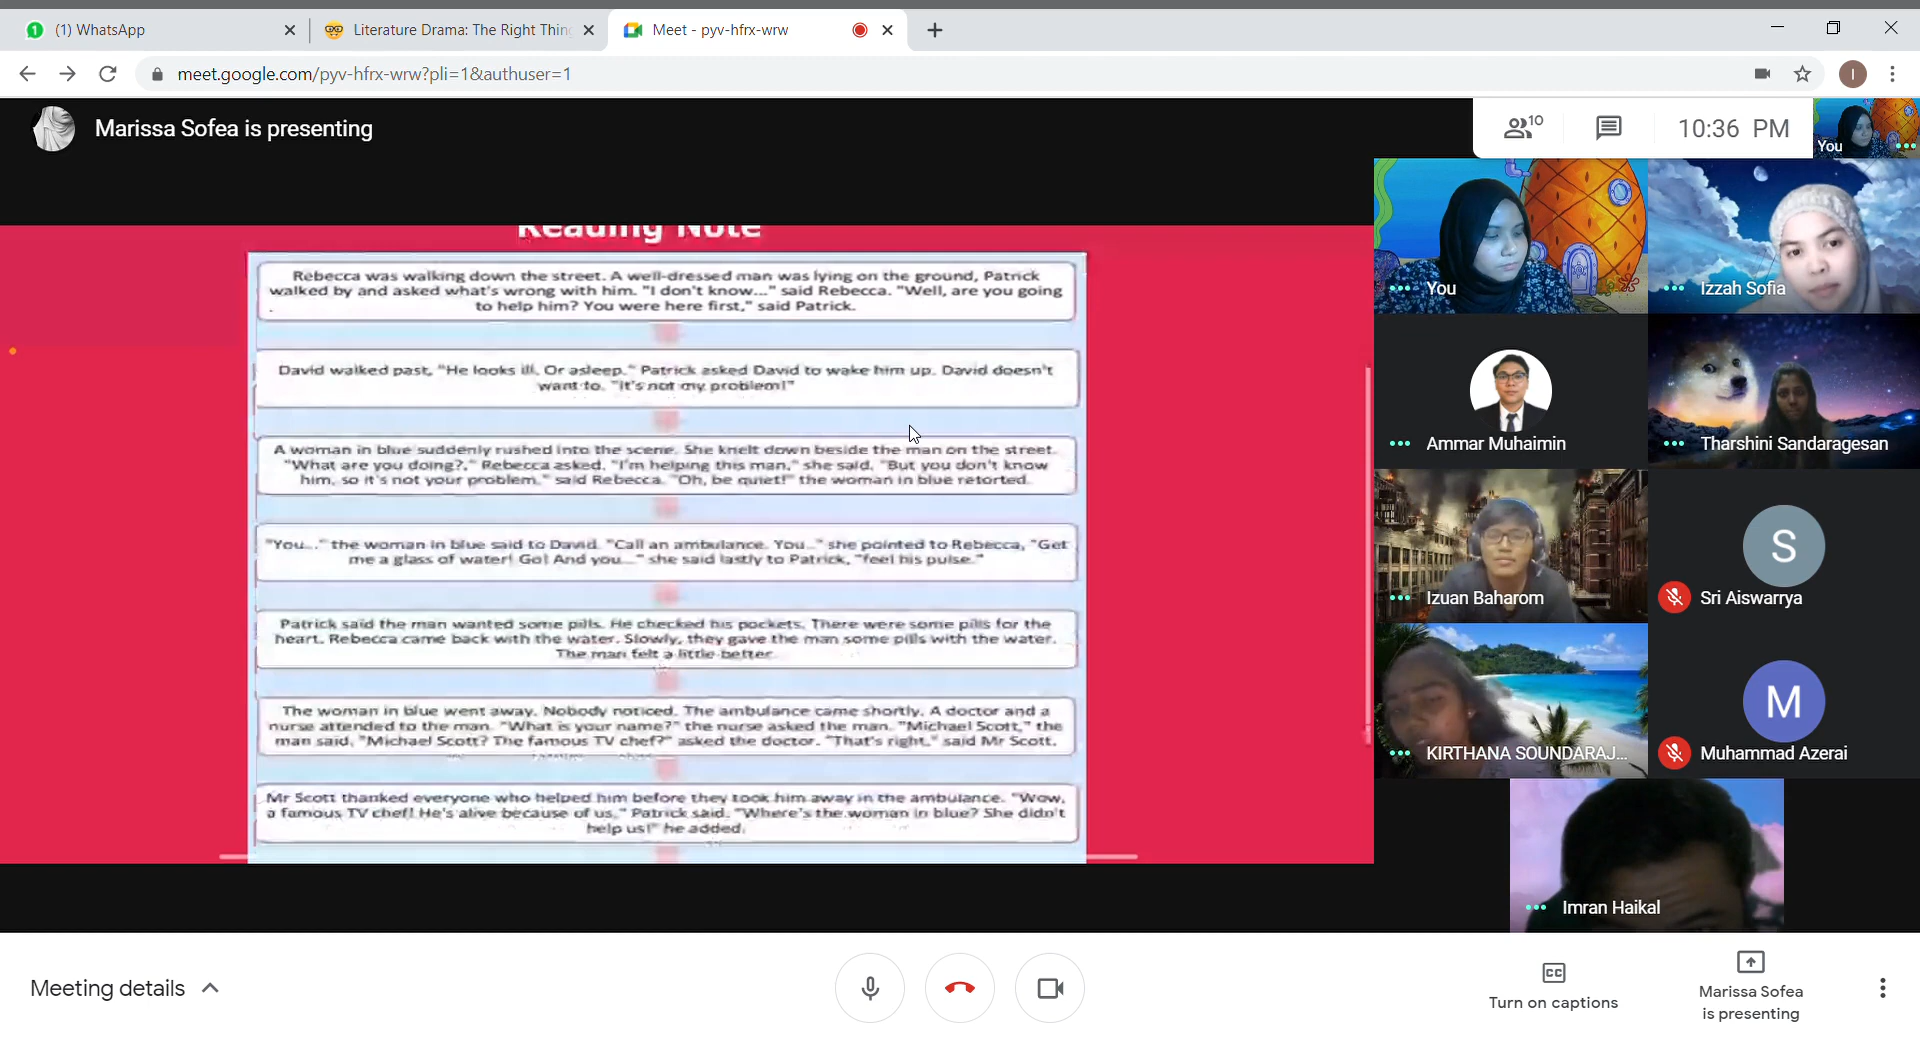 (1) WhatsApp
Literature Drama: The Right Thin
Meet - pyv-hfrx-wrw
meet.google.com/pyv-hfrx-wrw?pli=1&authuser=1
I
Marissa Sofea is presenting
10
10:36 PM
You
Reading Note
Rebecca was walking down the street. A well-dressed man was lying on the ground, Patrick
walked by and asked what's wrong with him. "I don't know..." said Rebecca. "Well, are you going
to help him? You were here first," said Patrick.
David walked past, "He looks ill. Or asleep." Patrick asked David to wake him up. David doesn't
want to. "It's not my problem!"
A woman in blue suddenly rushed into the scene. She knelt down beside the man on the street.
"What are you doing?," Rebecca asked. "I'm helping this man," she said. "But you don't know
him, so it's not your problem." said Rebecca. "Oh, be quiet!" the woman in blue retorted.
"You..." the woman in blue said to David. "Call an ambulance. You..." she pointed to Rebecca, "Get
me a glass of water! Go! And you..." she said lastly to Patrick, "feel his pulse."
Patrick said the man wanted some pills. He checked his pockets. There were some pills for the
heart. Rebecca came back with the water. Slowly, they gave the man some pills with the water.
The man felt a little better.
The woman in blue went away. Nobody noticed. The ambulance came shortly. A doctor and a
nurse attended to the man. "What is your name?" the nurse asked the man. "Michael Scott," the
man said. "Michael Scott? The famous TV chef?" asked the doctor. "That's right," said Mr Scott.
Mr Scott thanked everyone who helped him before they took him away in the ambulance. "Wow,
a famous TV chef! He's alive because of us," Patrick said. "Where's the woman in blue? She didn't
help us!" he added.
You
Izzah Sofia
Ammar Muhaimin
Tharshini Sandaragesan
Izuan Baharom
S
Sri Aiswarrya
KIRTHANA SOUNDARAJ...
M
Muhammad Azerai
Imran Haikal
Meeting details
CC
Turn on captions
Marissa Sofea
is presenting